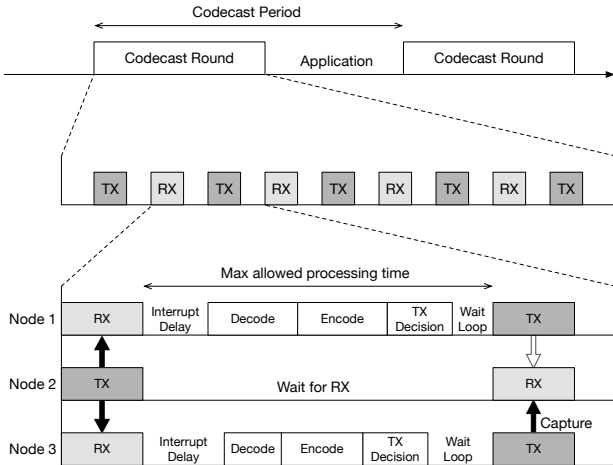 Codecast Period
Codecast Round
Application
Codecast Round
TX RX TX RX TX RX TX RX TX
Max allowed processing time
Node 1 RX Interrupt Delay Decode Encode TX Decision Wait Loop TX
Node 2 TX Wait for RX RX
Capture
Node 3 RX Interrupt Delay Decode Encode TX Decision Wait Loop TX